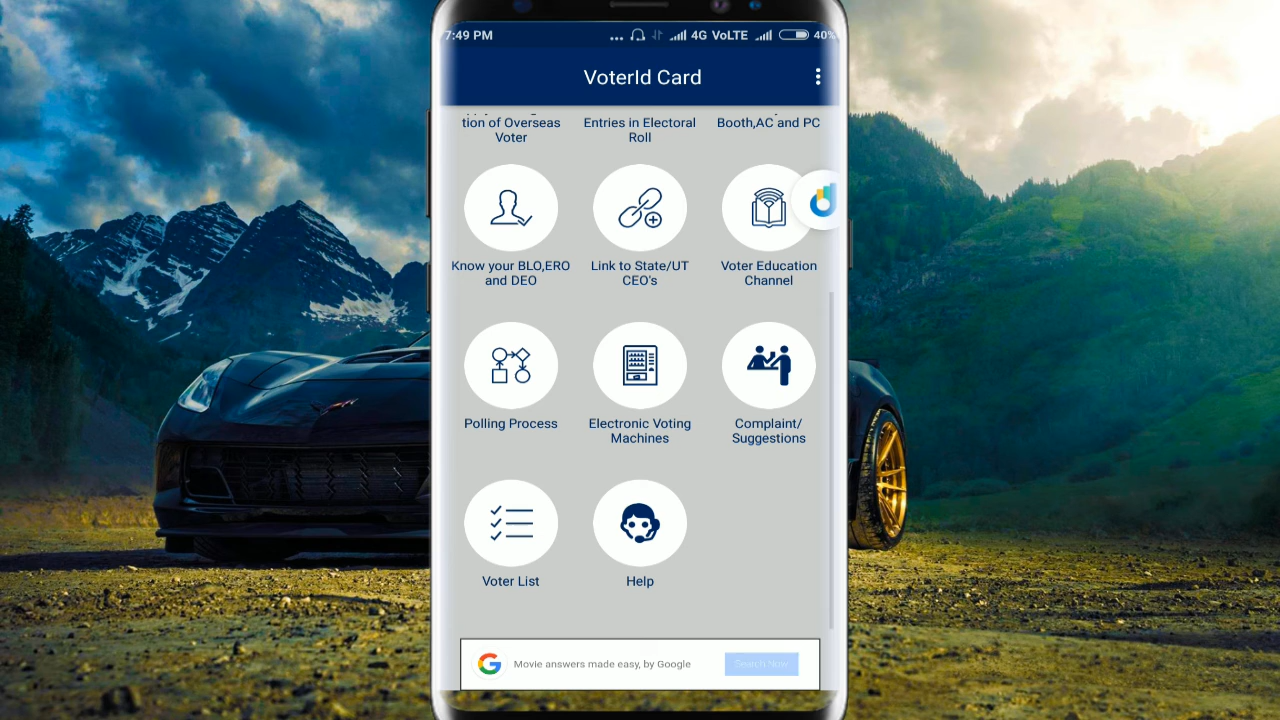 7:49 PM
4G VoLTE
40%
VoterId Card
tion of Overseas
Voter
Entries in Electoral
Roll
Booth,AC and PC
Know your BLO,ERO
and DEO
Link to State/UT
CEO's
Voter Education
Channel
Polling Process
Electronic Voting
Machines
Complaint/
Suggestions
Voter List
Help
Movie answers made easy, by Google
Search Now